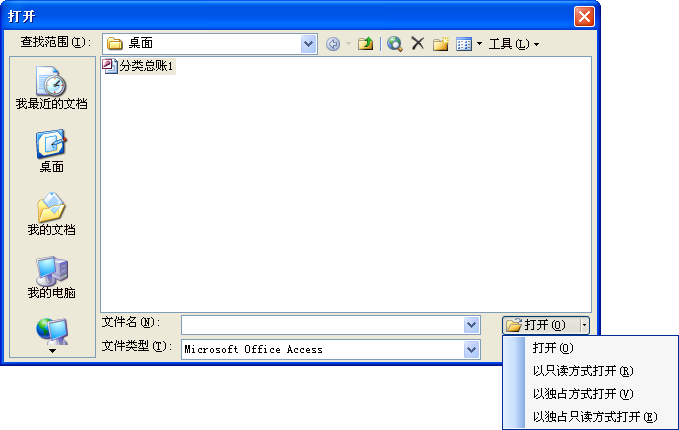 打开
查找范围(I):
桌面
工具(L)
我最近的文档
桌面
我的文档
我的电脑
分类总账1
文件名(N):
文件类型(T):
Microsoft Office Access
打开(O)
打开(O)
以只读方式打开(R)
以独占方式打开(V)
以独占只读方式打开(E)